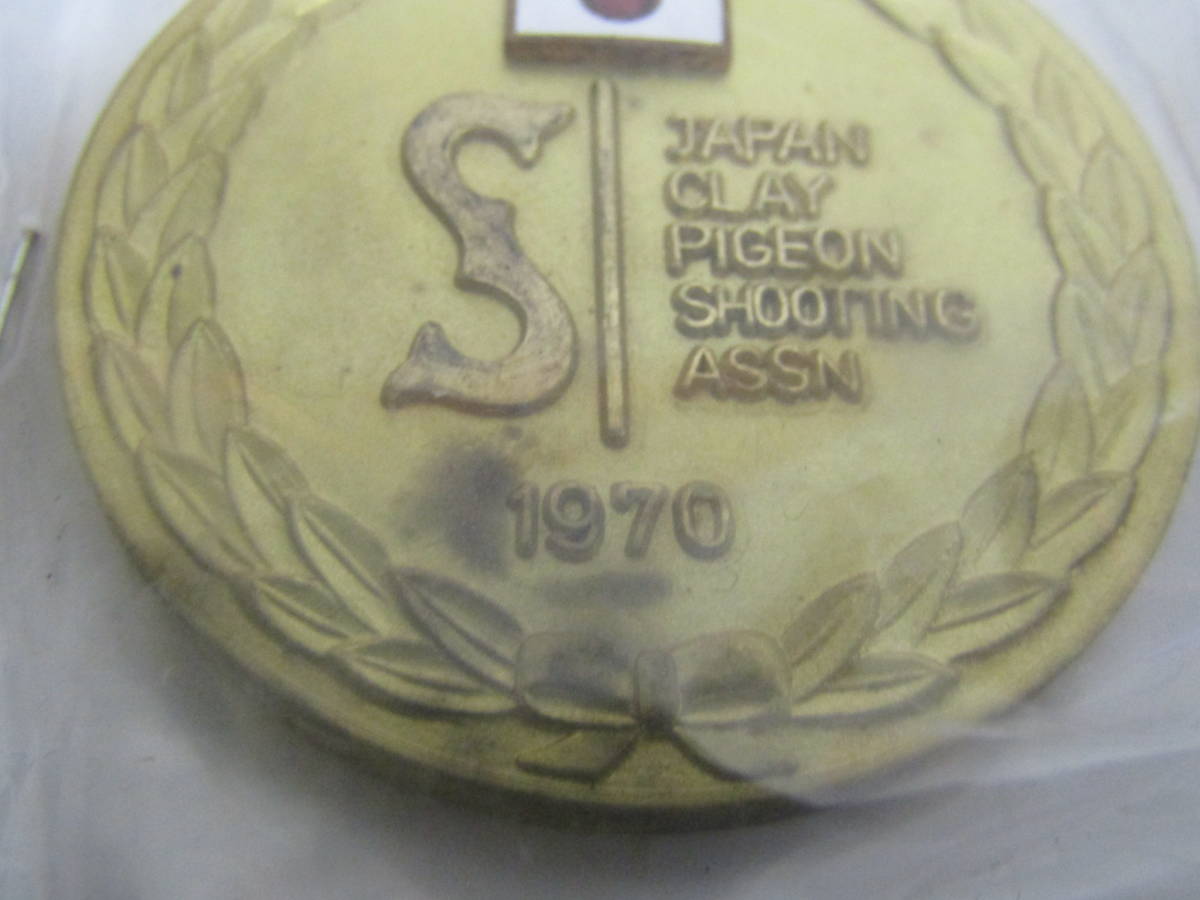 S
JAPAN
CLAY
PIGEON
SHOOTING
ASSN
1970